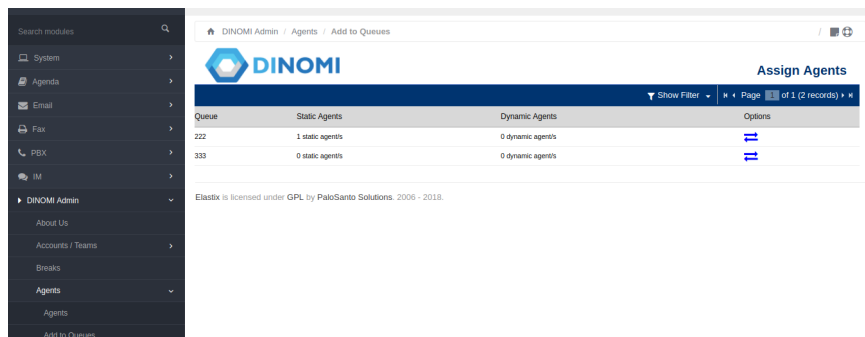 Search modules
System
Agenda
Email
Fax
PBX
IM
DINOMI Admin
About Us
Accounts / Teams
Breaks
Agents
Agents
Add to Queues
DINOMI Admin / Agents / Add to Queues /
DINOMI
Assign Agents
Show Filter Page 1 of 1 (2 records)
Queue Static Agents Dynamic Agents Options
222 1 static agent/s 0 dynamic agent/s
333 0 static agent/s 0 dynamic agent/s
Elastix is licensed under GPL by PaloSanto Solutions. 2006 - 2018.